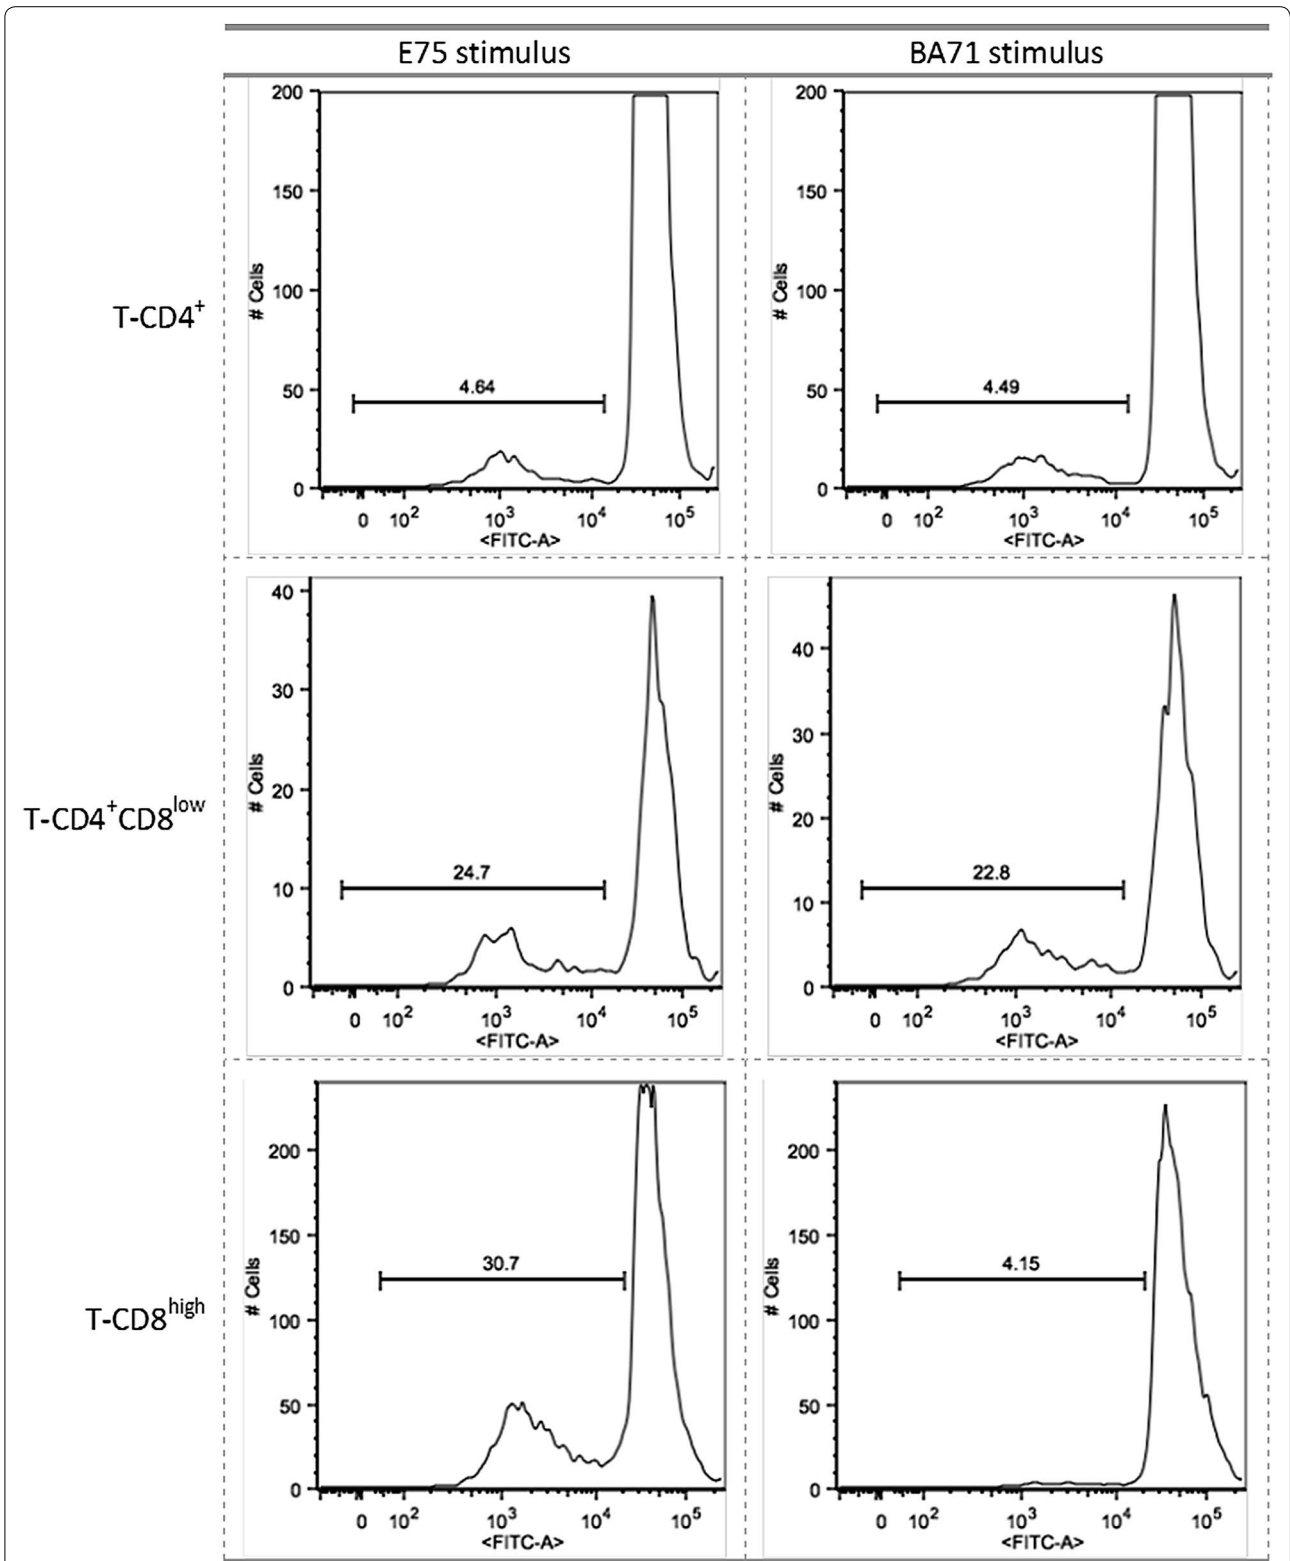 E75 stimulus
BA71 stimulus
T-CD4+
# Cells
200
150
100
50
0
4.64
0 10² 10³ 10⁴ 10⁵
<FITC-A>
# Cells
200
150
100
50
0
4.49
0 10² 10³ 10⁴ 10⁵
<FITC-A>
T-CD4+CD8low
# Cells
40
30
20
10
0
24.7
0 10² 10³ 10⁴ 10⁵
<FITC-A>
# Cells
40
30
20
10
0
22.8
0 10² 10³ 10⁴ 10⁵
<FITC-A>
T-CD8high
# Cells
200
150
100
50
0
30.7
0 10² 10³ 10⁴ 10⁵
<FITC-A>
# Cells
200
150
100
50
0
4.15
0 10² 10³ 10⁴ 10⁵
<FITC-A>